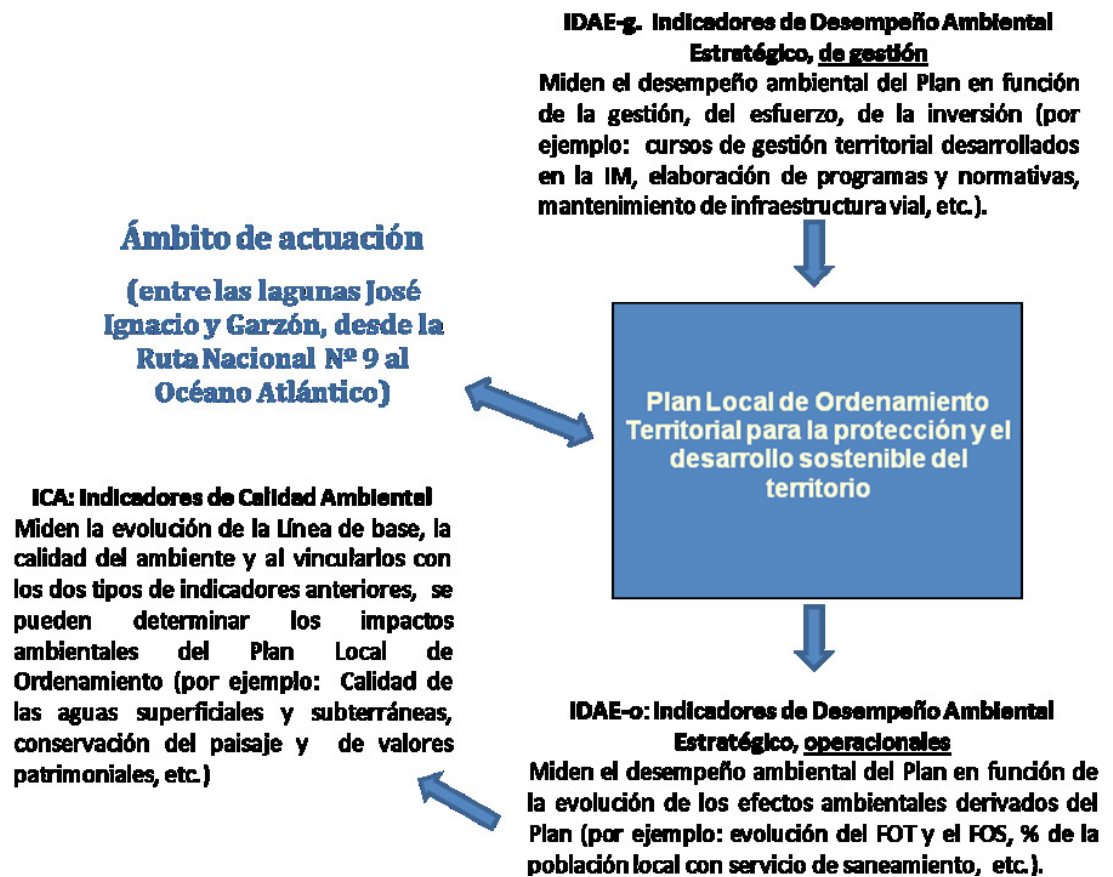 IDAE-g. Indicadores de Desempeño Ambiental
Estratégico, de gestión
Miden el desempeño ambiental del Plan en función
de la gestión, del esfuerzo, de la inversión (por
ejemplo: cursos de gestión territorial desarrollados
en la IM, elaboración de programas y normativas,
mantenimiento de infraestructura vial, etc.).
Ámbito de actuación
(entre las lagunas José
Ignacio y Garzón, desde la
Ruta Nacional Nº 9 al
Océano Atlántico)
Plan Local de Ordenamiento
Territorial para la protección y el
desarrollo sostenible del
territorio
ICA: Indicadores de Calidad Ambiental
Miden la evolución de la Línea de base, la
calidad del ambiente y al vincularlos con
los dos tipos de indicadores anteriores, se
pueden determinar los impactos
ambientales del Plan Local de
Ordenamiento (por ejemplo: Calidad de
las aguas superficiales y subterráneas,
conservación del paisaje y de valores
patrimoniales, etc.)
IDAE-o: Indicadores de Desempeño Ambiental
Estratégico, operacionales
Miden el desempeño ambiental del Plan en función de
la evolución de los efectos ambientales derivados del
Plan (por ejemplo: evolución del FOT y el FOS, % de la
población local con servicio de saneamiento, etc.).